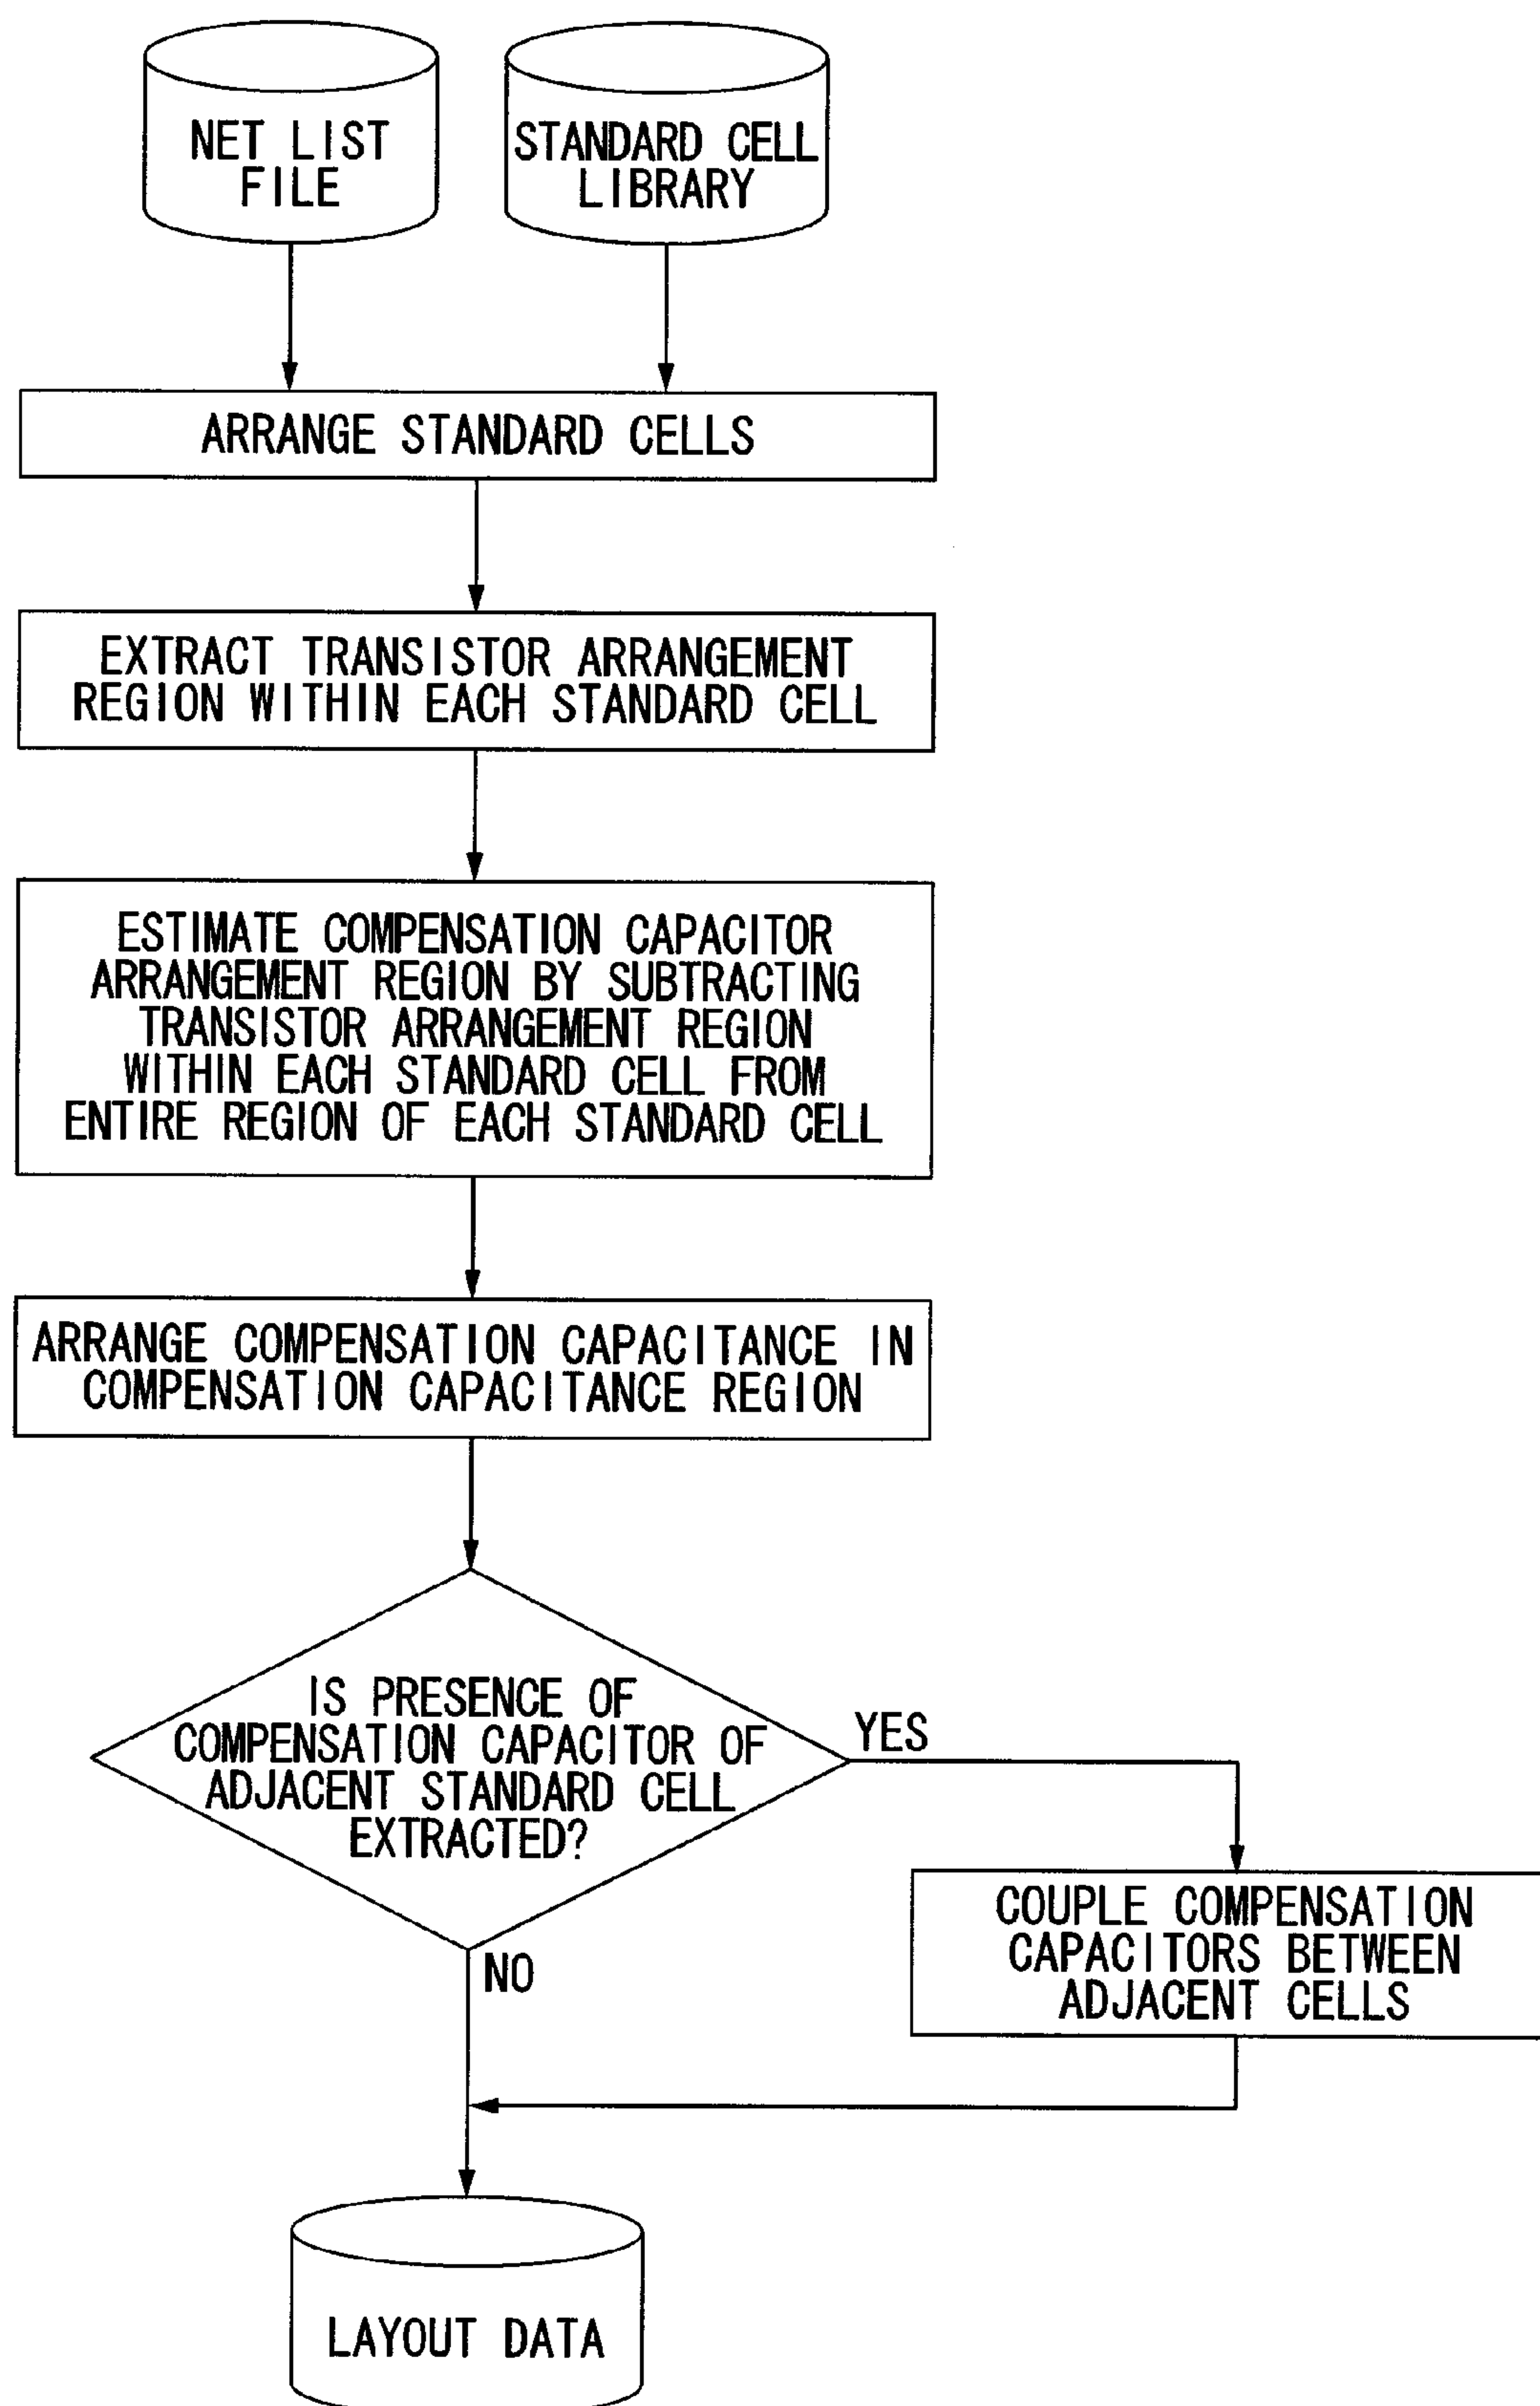 NET LIST
FILE
STANDARD CELL
LIBRARY
ARRANGE STANDARD CELLS
EXTRACT TRANSISTOR ARRANGEMENT
REGION WITHIN EACH STANDARD CELL
ESTIMATE COMPENSATION CAPACITOR
ARRANGEMENT REGION BY SUBTRACTING
TRANSISTOR ARRANGEMENT REGION
WITHIN EACH STANDARD CELL FROM
ENTIRE REGION OF EACH STANDARD CELL
ARRANGE COMPENSATION CAPACITANCE IN
COMPENSATION CAPACITANCE REGION
IS PRESENCE OF
COMPENSATION CAPACITOR OF
ADJACENT STANDARD CELL
EXTRACTED?
YES
NO
COUPLE COMPENSATION
CAPACITORS BETWEEN
ADJACENT CELLS
LAYOUT DATA